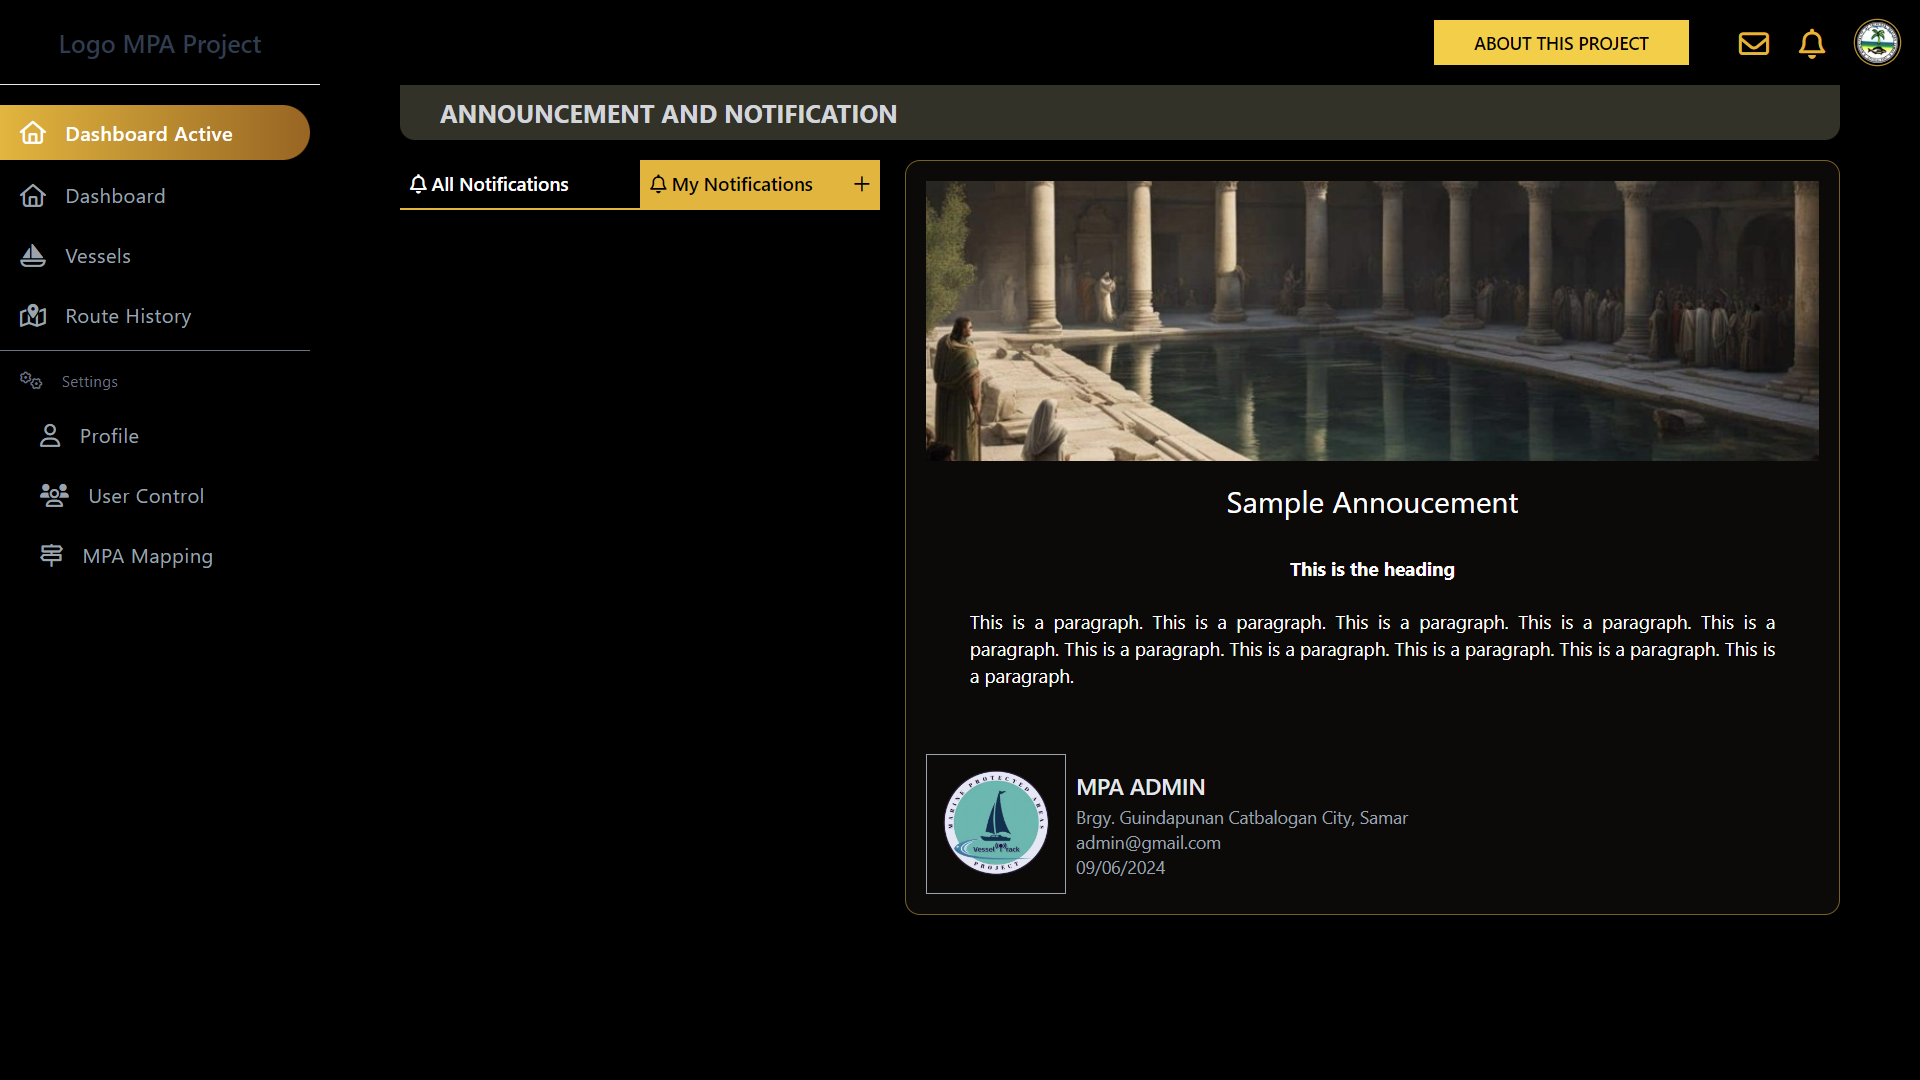 Logo MPA Project
ABOUT THIS PROJECT
Dashboard Active
Dashboard
Vessels
Route History
Settings
Profile
User Control
MPA Mapping
ANNOUNCEMENT AND NOTIFICATION
All Notifications
My Notifications +
Sample Annoucement
This is the heading
This is a paragraph. This is a paragraph. This is a paragraph. This is a paragraph. This is a
paragraph. This is a paragraph. This is a paragraph. This is a paragraph. This is a paragraph. This is
a paragraph.
MARINE PROTECTED AREAS
Vessel Track
PROJECT
MPA ADMIN
Brgy. Guindapunan Catbalogan City, Samar
admin@gmail.com
09/06/2024